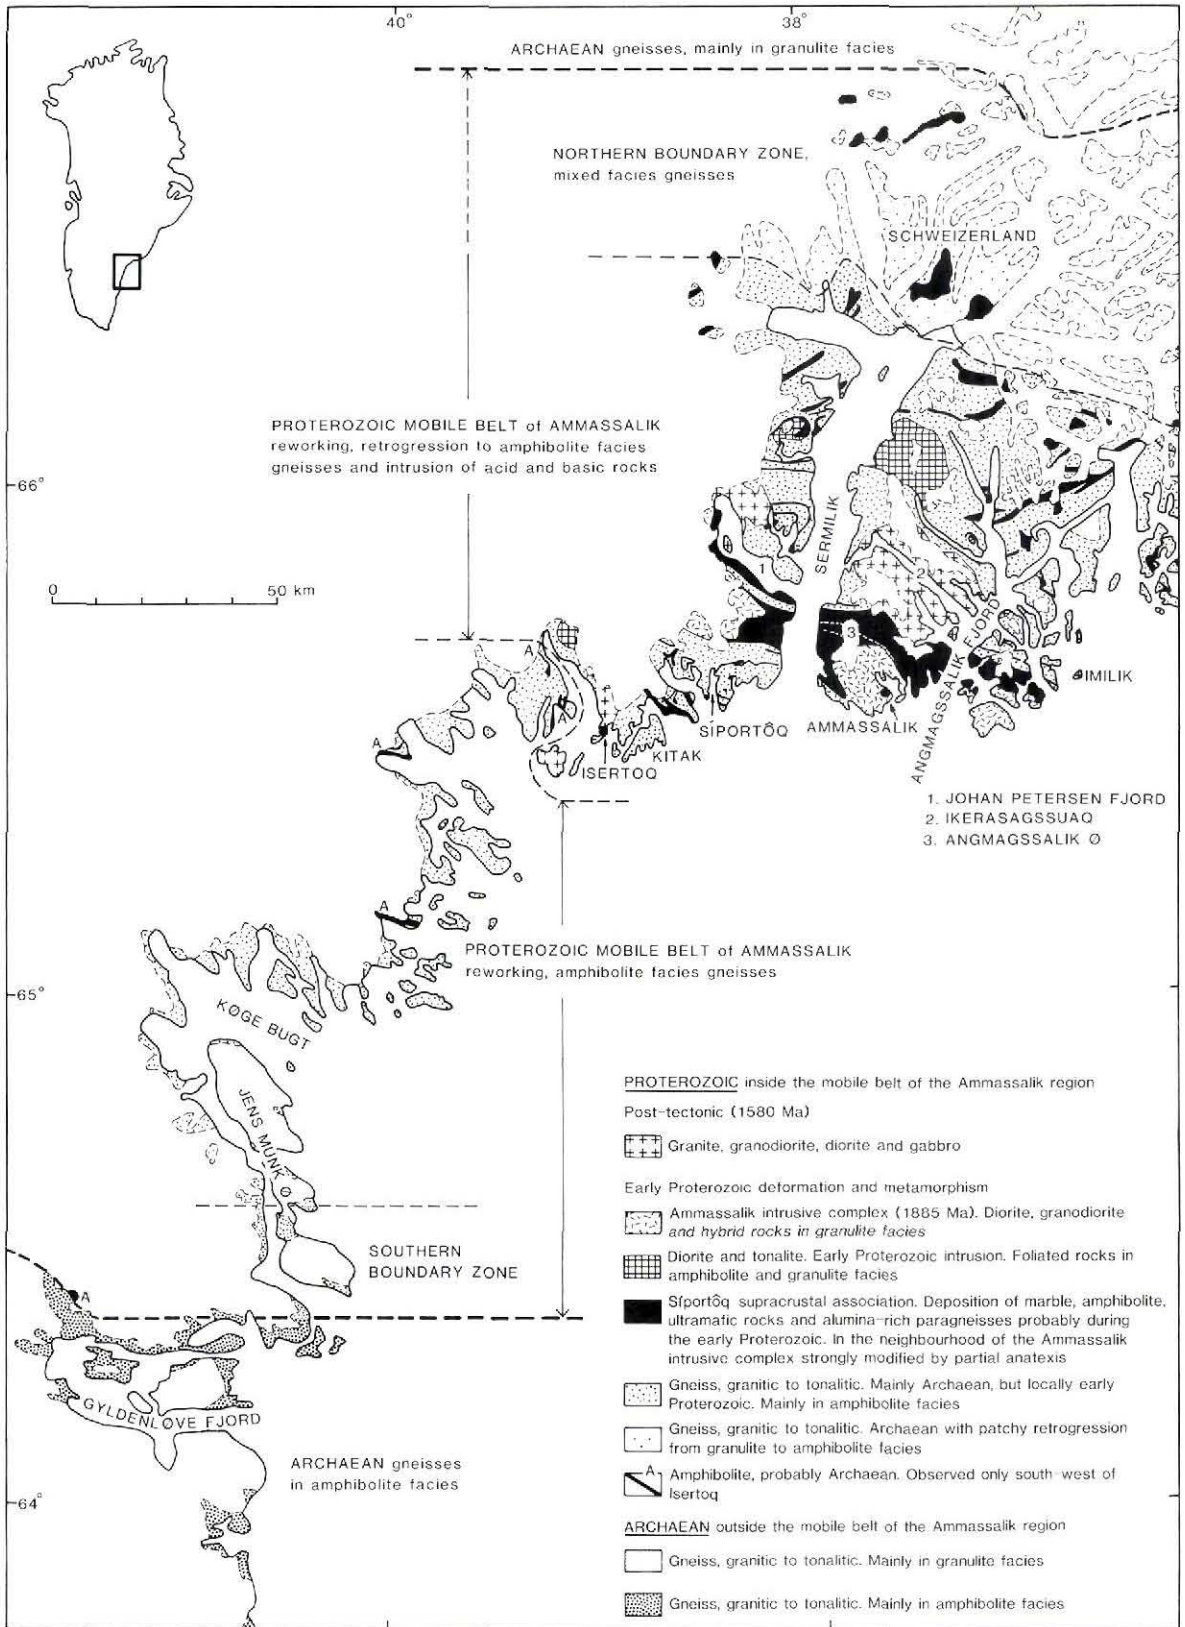 40°
38°
ARCHAEAN gneisses, mainly in granulite facies
NORTHERN BOUNDARY ZONE,
mixed facies gneisses
SCHWEIZERLAND
PROTEROZOIC MOBILE BELT of AMMASSALIK
reworking, retrogression to amphibolite facies
gneisses and intrusion of acid and basic rocks
66°
0 50 km
SERMILIK
1
2
3
A
A
A
ANGMAGSSALIK FJORD
IMILIK
SÍPORTÔQ
AMMASSALIK
KITAK
ISERTOQ
1. JOHAN PETERSEN FJORD
2. IKERASAGSSUAQ
3. ANGMAGSSALIK Ø
A
PROTEROZOIC MOBILE BELT of AMMASSALIK
reworking, amphibolite facies gneisses
65°
KØGE BUGT
JENS MUNK Ø
SOUTHERN
BOUNDARY ZONE
A
GYLDENLØVE FJORD
ARCHAEAN gneisses
in amphibolite facies
64°
PROTEROZOIC inside the mobile belt of the Ammassalik region
Post-tectonic (1580 Ma)
Granite, granodiorite, diorite and gabbro
Early Proterozoic deformation and metamorphism
Ammassalik intrusive complex (1885 Ma). Diorite, granodiorite
and hybrid rocks in granulite facies
Diorite and tonalite. Early Proterozoic intrusion. Foliated rocks in
amphibolite and granulite facies
Síportôq supracrustal association. Deposition of marble, amphibolite,
ultramafic rocks and alumina-rich paragneisses probably during
the early Proterozoic. In the neighbourhood of the Ammassalik
intrusive complex strongly modified by partial anatexis
Gneiss, granitic to tonalitic. Mainly Archaean, but locally early
Proterozoic. Mainly in amphibolite facies
Gneiss, granitic to tonalitic. Archaean with patchy retrogression
from granulite to amphibolite facies
A
Amphibolite, probably Archaean. Observed only south-west of
Isertoq
ARCHAEAN outside the mobile belt of the Ammassalik region
Gneiss, granitic to tonalitic. Mainly in granulite facies
Gneiss, granitic to tonalitic. Mainly in amphibolite facies